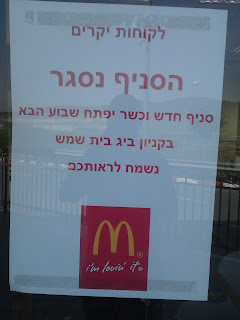 לקוחות יקרים
הסניף נסגר
סניף חדש וכשר יפתח שבוע הבא
בקניון ביג בית שמש
נשמח לראותכם
i'm lovin' it®